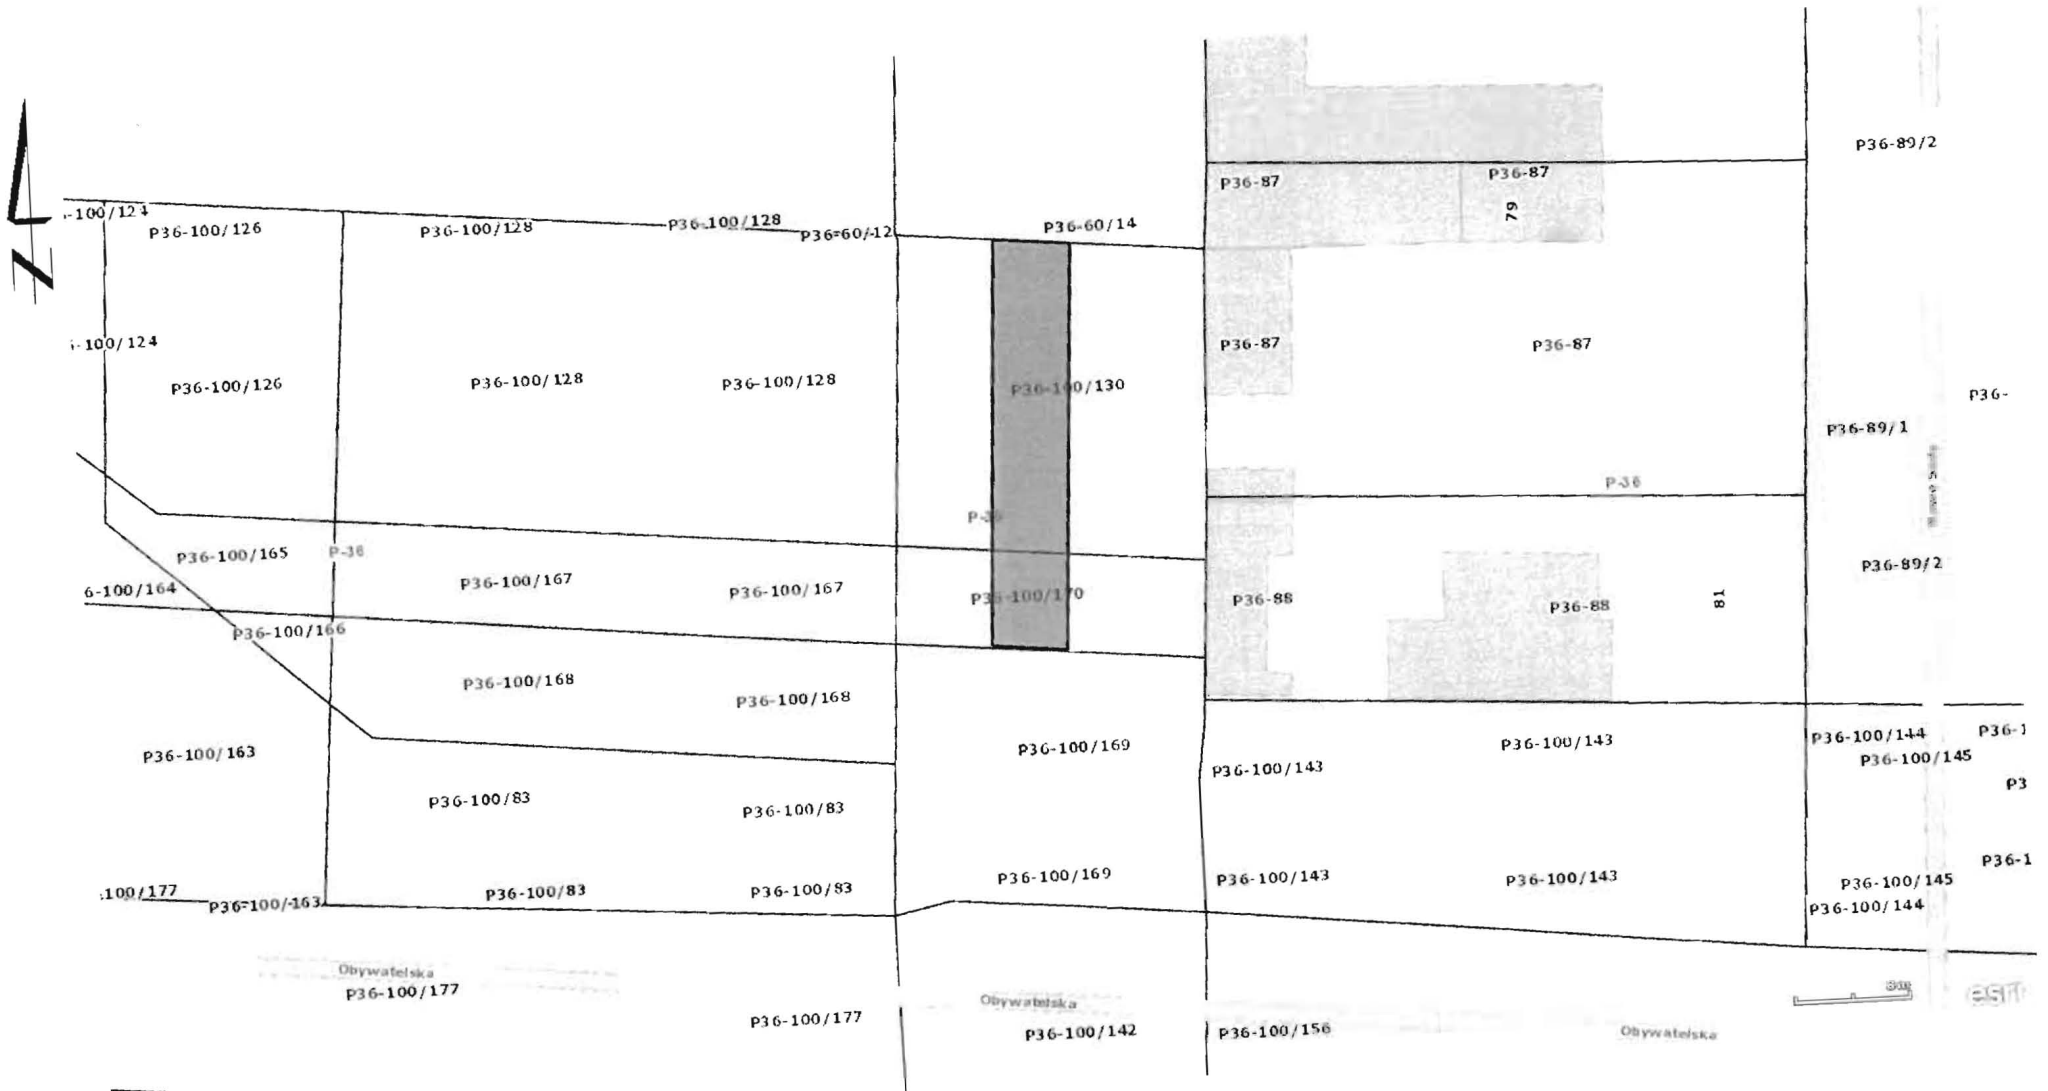 P36-89/2
P36-87
P36-87
79
-100/124
P36-100/126
P36-100/128
P36-100/128
P36-60/12
P36-60/14
N
-100/124
P36-87
P36-87
P36-100/126
P36-100/128
P36-100/128
P36-100/130
P36-
P36-89/1
P-36
P-36
P36-100/165
P-36
P36-89/2
6-100/164
P36-100/167
P36-100/167
P36-100/170
P36-88
P36-88
81
P36-100/166
P36-100/168
P36-100/168
P36-100/163
P36-100/169
P36-100/143
P36-100/143
P36-100/144
P36-1
P36-100/145
P3
P36-100/83
P36-100/83
P36-1
100/177
P36-100/163
P36-100/83
P36-100/83
P36-100/169
P36-100/143
P36-100/143
P36-100/145
P36-100/144
Obywatelska
P36-100/177
Obywatelska
8m
esri
P36-100/177
P36-100/142
P36-100/156
Obywatelska